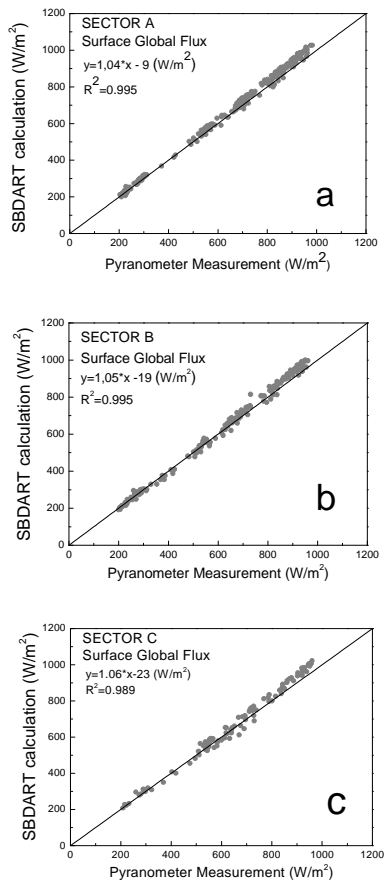 1200
SECTOR A
Surface Global Flux
y=1,04*x - 9 (W/m²)
R²=0.995
1000
800
600
400
200
0
SBDART calculation (W/m²)
a
0 200 400 600 800 1000 1200
Pyranometer Measurement (W/m²)
1200
SECTOR B
Surface Global Flux
y=1,05*x -19 (W/m²)
R²=0.995
1000
800
600
400
200
0
SBDART calculation (W/m²)
b
0 200 400 600 800 1000 1200
Pyranometer Measurement (W/m²)
1200
SECTOR C
Surface Global Flux
y=1.06*x-23 (W/m²)
R²=0.989
1000
800
600
400
200
0
SBDART calculation (W/m²)
c
0 200 400 600 800 1000 1200
Pyranometer Measurement (W/m²)